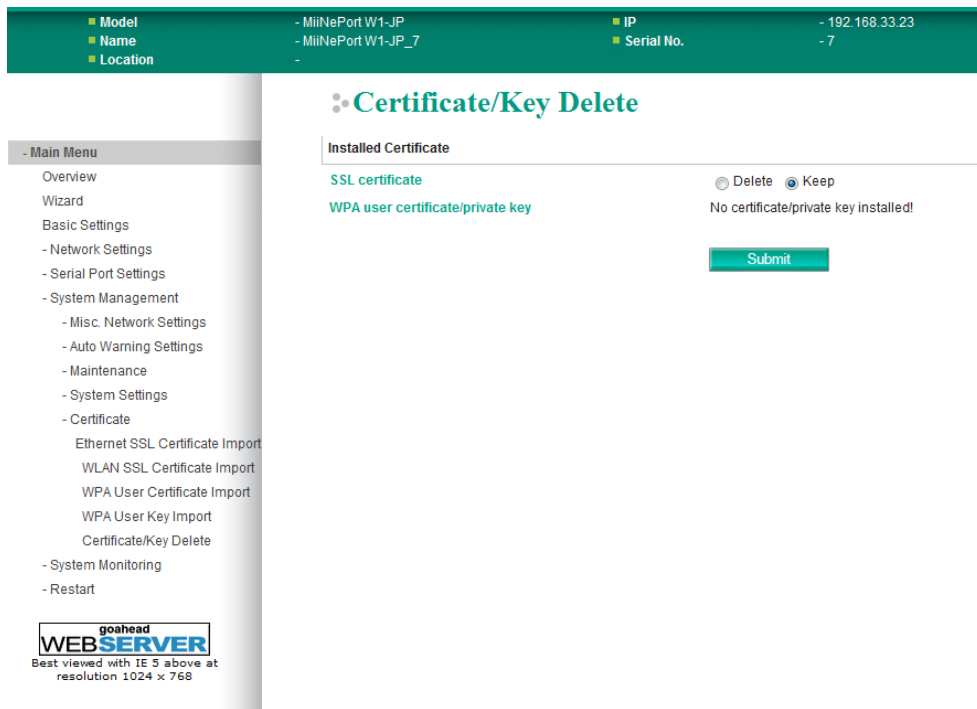 Model - MiiNePort W1-JP IP - 192.168.33.23
Name - MiiNePort W1-JP_7 Serial No. - 7
Location -
Certificate/Key Delete
- Main Menu
Overview
Wizard
Basic Settings
- Network Settings
- Serial Port Settings
- System Management
- Misc. Network Settings
- Auto Warning Settings
- Maintenance
- System Settings
- Certificate
Ethernet SSL Certificate Import
WLAN SSL Certificate Import
WPA User Certificate Import
WPA User Key Import
Certificate/Key Delete
- System Monitoring
- Restart
goahead
WEBSERVER
Best viewed with IE 5 above at
resolution 1024 x 768
Installed Certificate
SSL certificate Delete Keep
WPA user certificate/private key No certificate/private key installed!
Submit